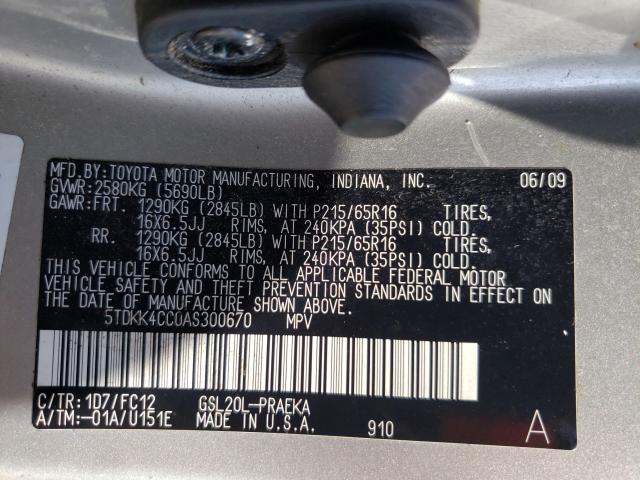 MFD.BY:TOYOTA MOTOR MANUFACTURING, INDIANA, INC. 06/09
GVWR:2580KG (5690LB)
GAWR:FRT. 1290KG (2845LB) WITH P215/65R16 TIRES,
16X6.5JJ RIMS, AT 240KPA (35PSI) COLD.
RR. 1290KG (2845LB) WITH P215/65R16 TIRES,
16X6.5JJ RIMS, AT 240KPA (35PSI) COLD.
THIS VEHICLE CONFORMS TO ALL APPLICABLE FEDERAL MOTOR
VEHICLE SAFETY AND THEFT PREVENTION STANDARDS IN EFFECT ON
THE DATE OF MANUFACTURE SHOWN ABOVE.
5TDKK4CC0AS300670 MPV
C/TR:1D7/FC12 GSL20L-PRAEKA
A/TM:-01A/U151E MADE IN U.S.A. 910 A